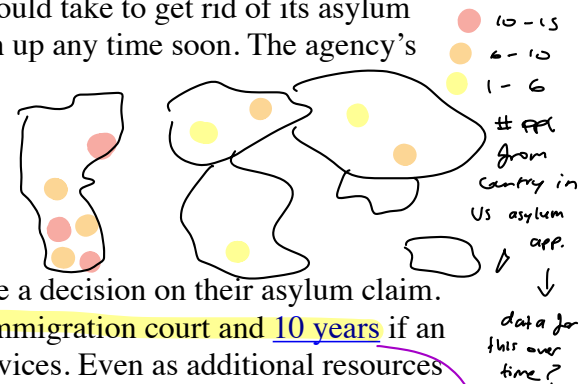 ould take to get rid of its asylum
n up any time soon. The agency's
10-15
6-10
1-6
# ppl
from
country in
US asylum
app.
data for
this over
time?
e a decision on their asylum claim.
mmigration court and 10 years if an
vices. Even as additional resources